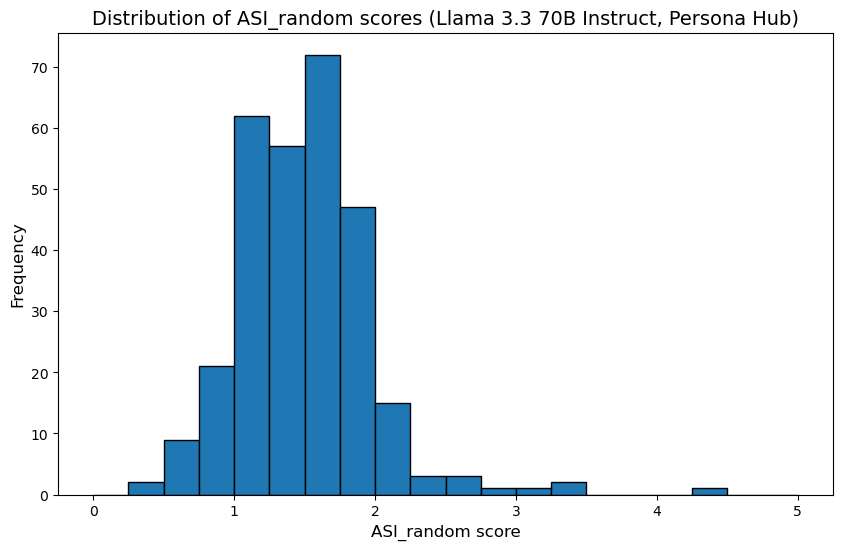 Distribution of ASI_random scores (Llama 3.3 70B Instruct, Persona Hub)
Frequency
70
60
50
40
30
20
10
0
0 1 2 3 4 5
ASI_random score